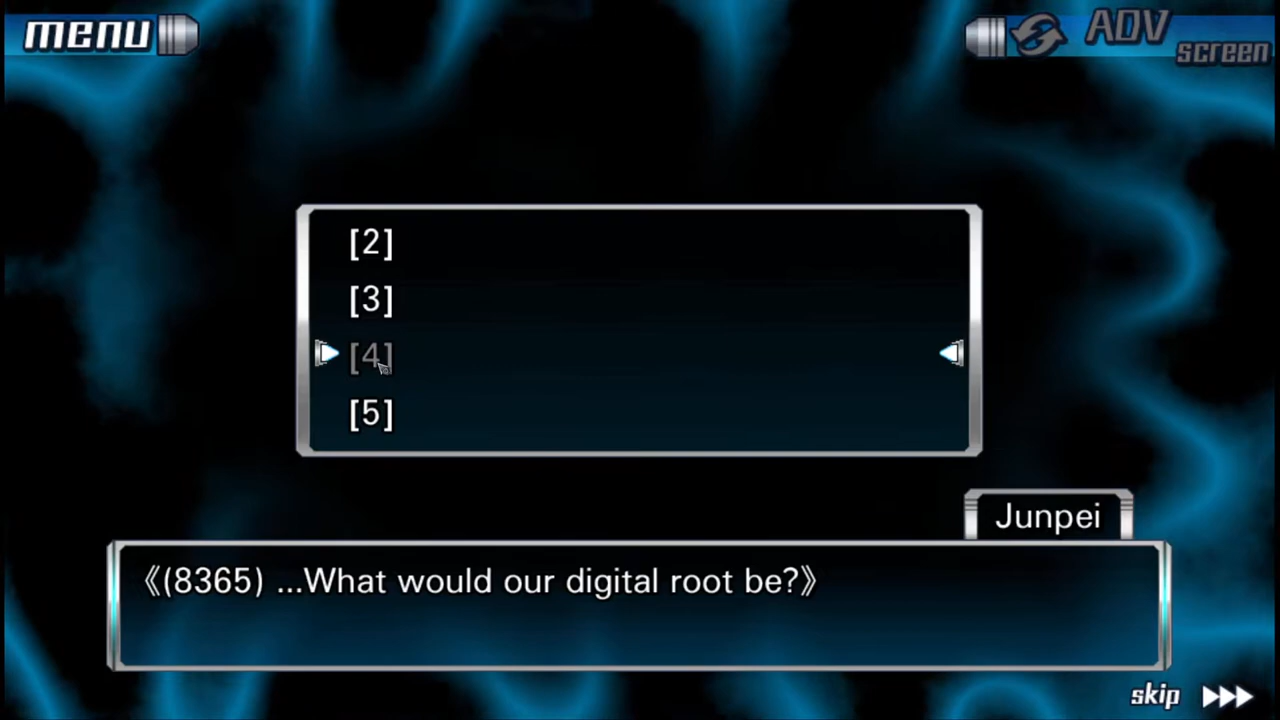 menu
ADV
screen
[2]
[3]
[4]
[5]
Junpei
《(8365) ...What would our digital root be?》
skip